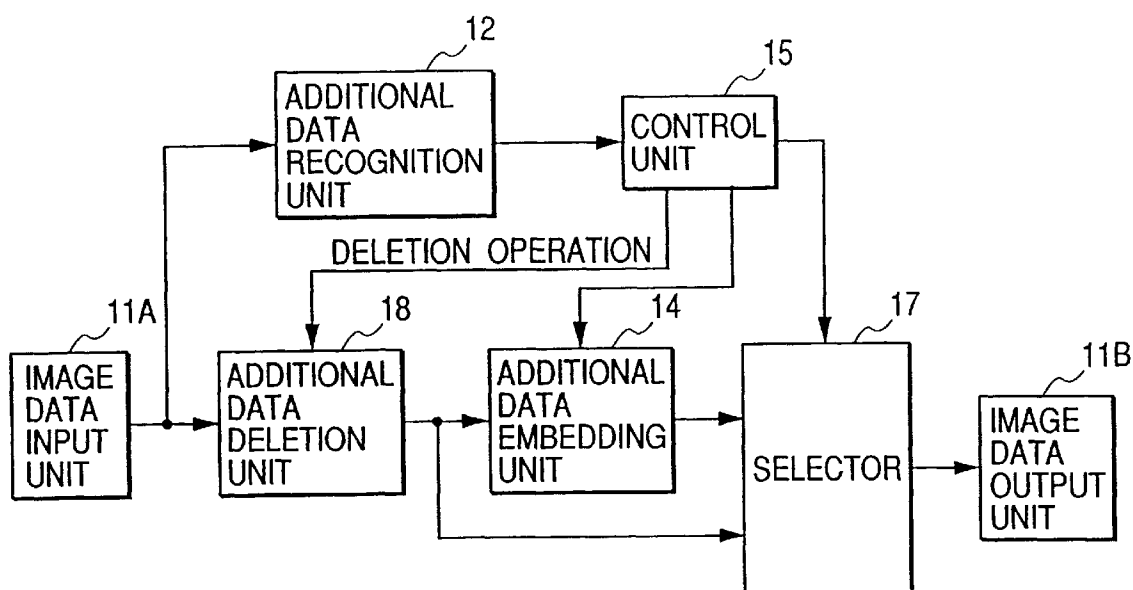 12
ADDITIONAL
DATA
RECOGNITION
UNIT
15
CONTROL
UNIT
DELETION OPERATION
11A
IMAGE
DATA
INPUT
UNIT
18
ADDITIONAL
DATA
DELETION
UNIT
14
ADDITIONAL
DATA
EMBEDDING
UNIT
17
SELECTOR
11B
IMAGE
DATA
OUTPUT
UNIT